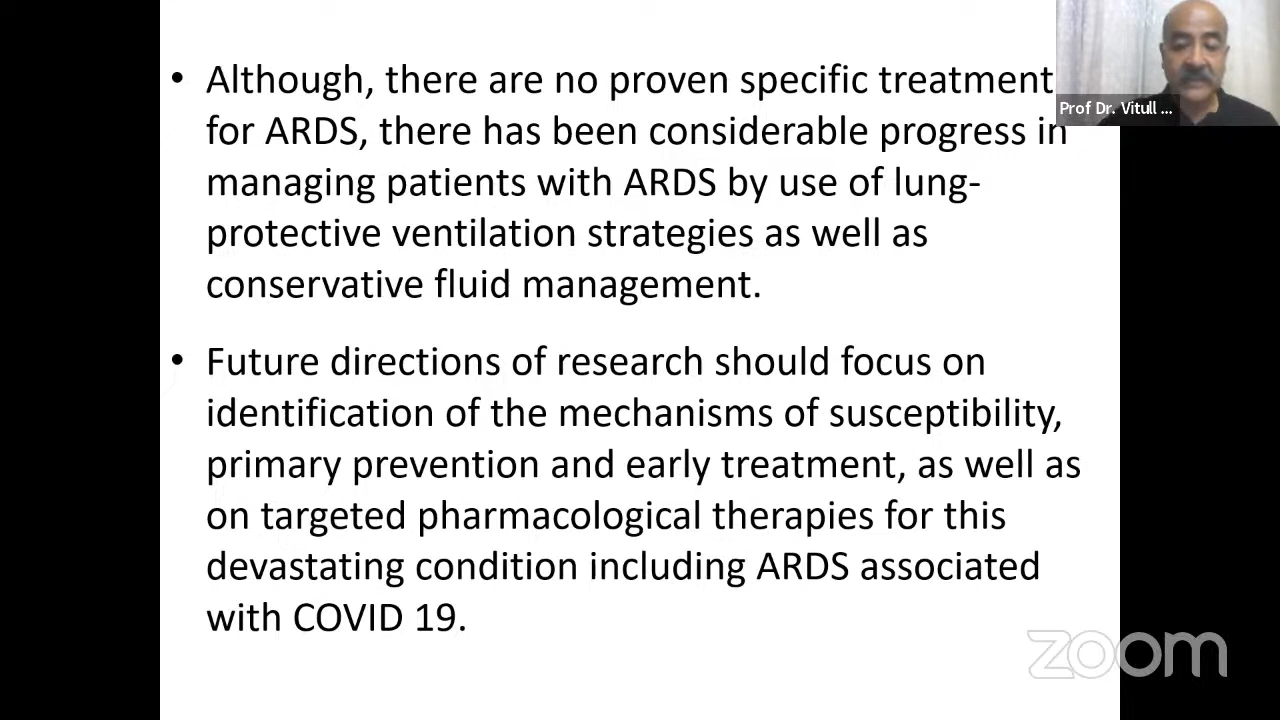 • Although, there are no proven specific treatment
for ARDS, there has been considerable progress in
managing patients with ARDS by use of lung-
protective ventilation strategies as well as
conservative fluid management.
• Future directions of research should focus on
identification of the mechanisms of susceptibility,
primary prevention and early treatment, as well as
on targeted pharmacological therapies for this
devastating condition including ARDS associated
with COVID 19.
Prof Dr. Vitull ...
zoom